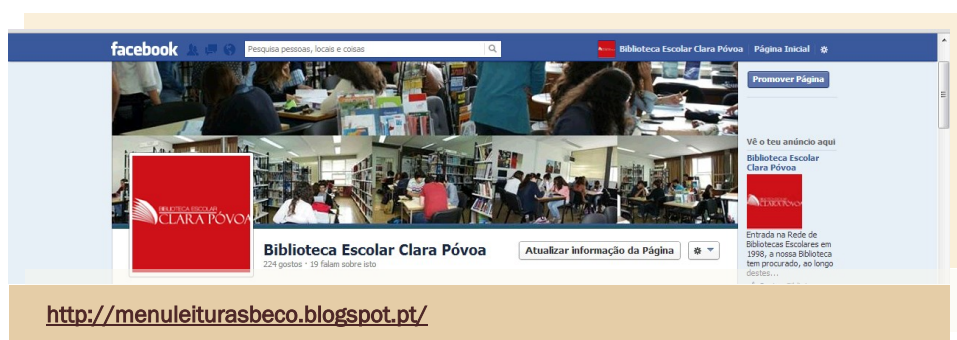 facebook
Pesquisa pessoas, locais e coisas
Biblioteca Escolar Clara Póvoa
Página Inicial
Promover Página
Vê o teu anúncio aqui
Biblioteca Escolar
Clara Póvoa
BIBLIOTECA ESCOLAR
CLARA PÓVOA
CLARA PÓVOA
Entrada na Rede de
Bibliotecas Escolares em
1998, a nossa Biblioteca
tem procurado, ao longo
destes...
Biblioteca Escolar Clara Póvoa
224 gostos · 19 falam sobre isto
Atualizar informação da Página
http://menuleiturasbeco.blogspot.pt/